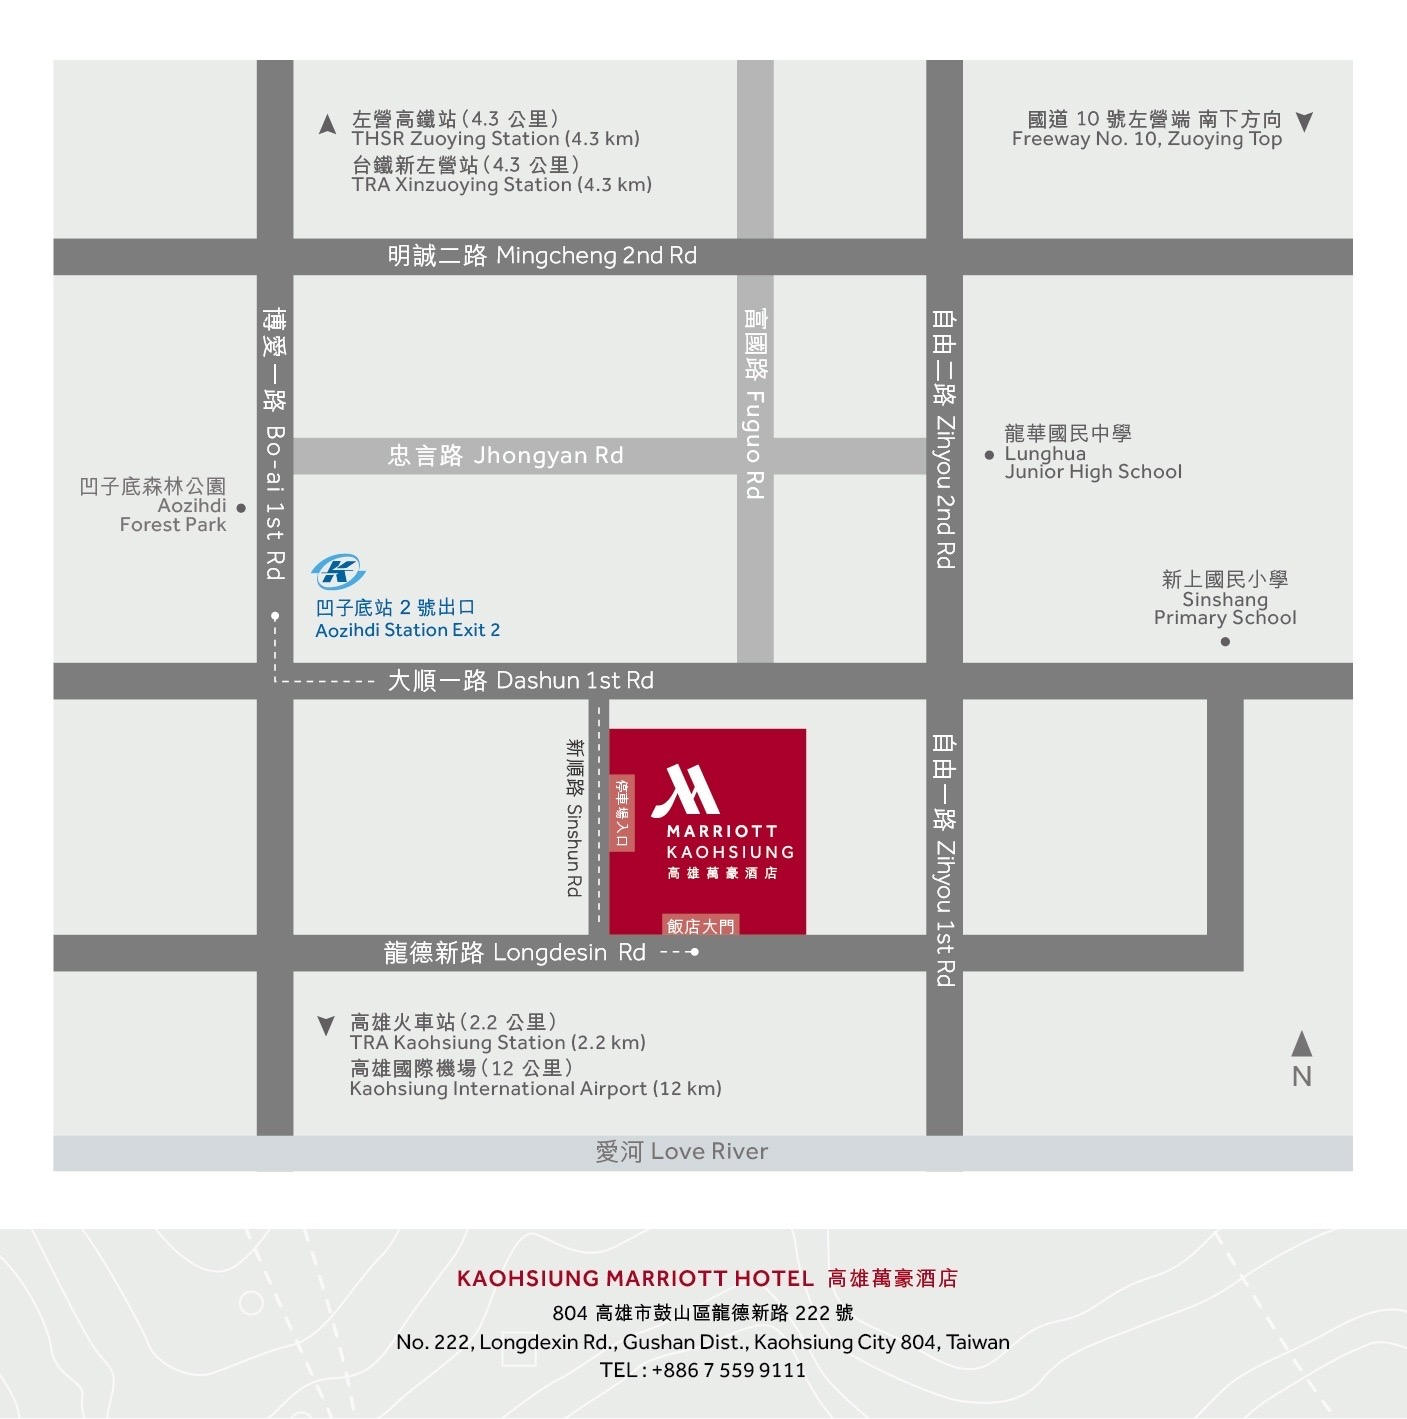 左營高鐵站(4.3 公里)
THSR Zuoying Station (4.3 km)
台鐵新左營站(4.3 公里)
TRA Xinzuoying Station (4.3 km)
國道 10 號左營端 南下方向
Freeway No. 10, Zuoying Top
明誠二路 Mingcheng 2nd Rd
博愛一路 Bo-ai 1st Rd
富國路 Fuguo Rd
自由二路 Zihyou 2nd Rd
忠言路 Jhongyan Rd
龍華國民中學
Lunghua
Junior High School
凹子底森林公園
Aozihdi
Forest Park
K
凹子底站 2 號出口
Aozihdi Station Exit 2
新上國民小學
Sinshang
Primary School
大順一路 Dashun 1st Rd
新順路 Sinshun Rd
停車場入口
MARRIOTT
KAOHSIUNG
高雄萬豪酒店
飯店大門
自由一路 Zihyou 1st Rd
龍德新路 Longdesin Rd
高雄火車站(2.2 公里)
TRA Kaohsiung Station (2.2 km)
高雄國際機場(12 公里)
Kaohsiung International Airport (12 km)
N
愛河 Love River
KAOHSIUNG MARRIOTT HOTEL 高雄萬豪酒店
804 高雄市鼓山區龍德新路 222 號
No. 222, Longdexin Rd., Gushan Dist., Kaohsiung City 804, Taiwan
TEL : +886 7 559 9111